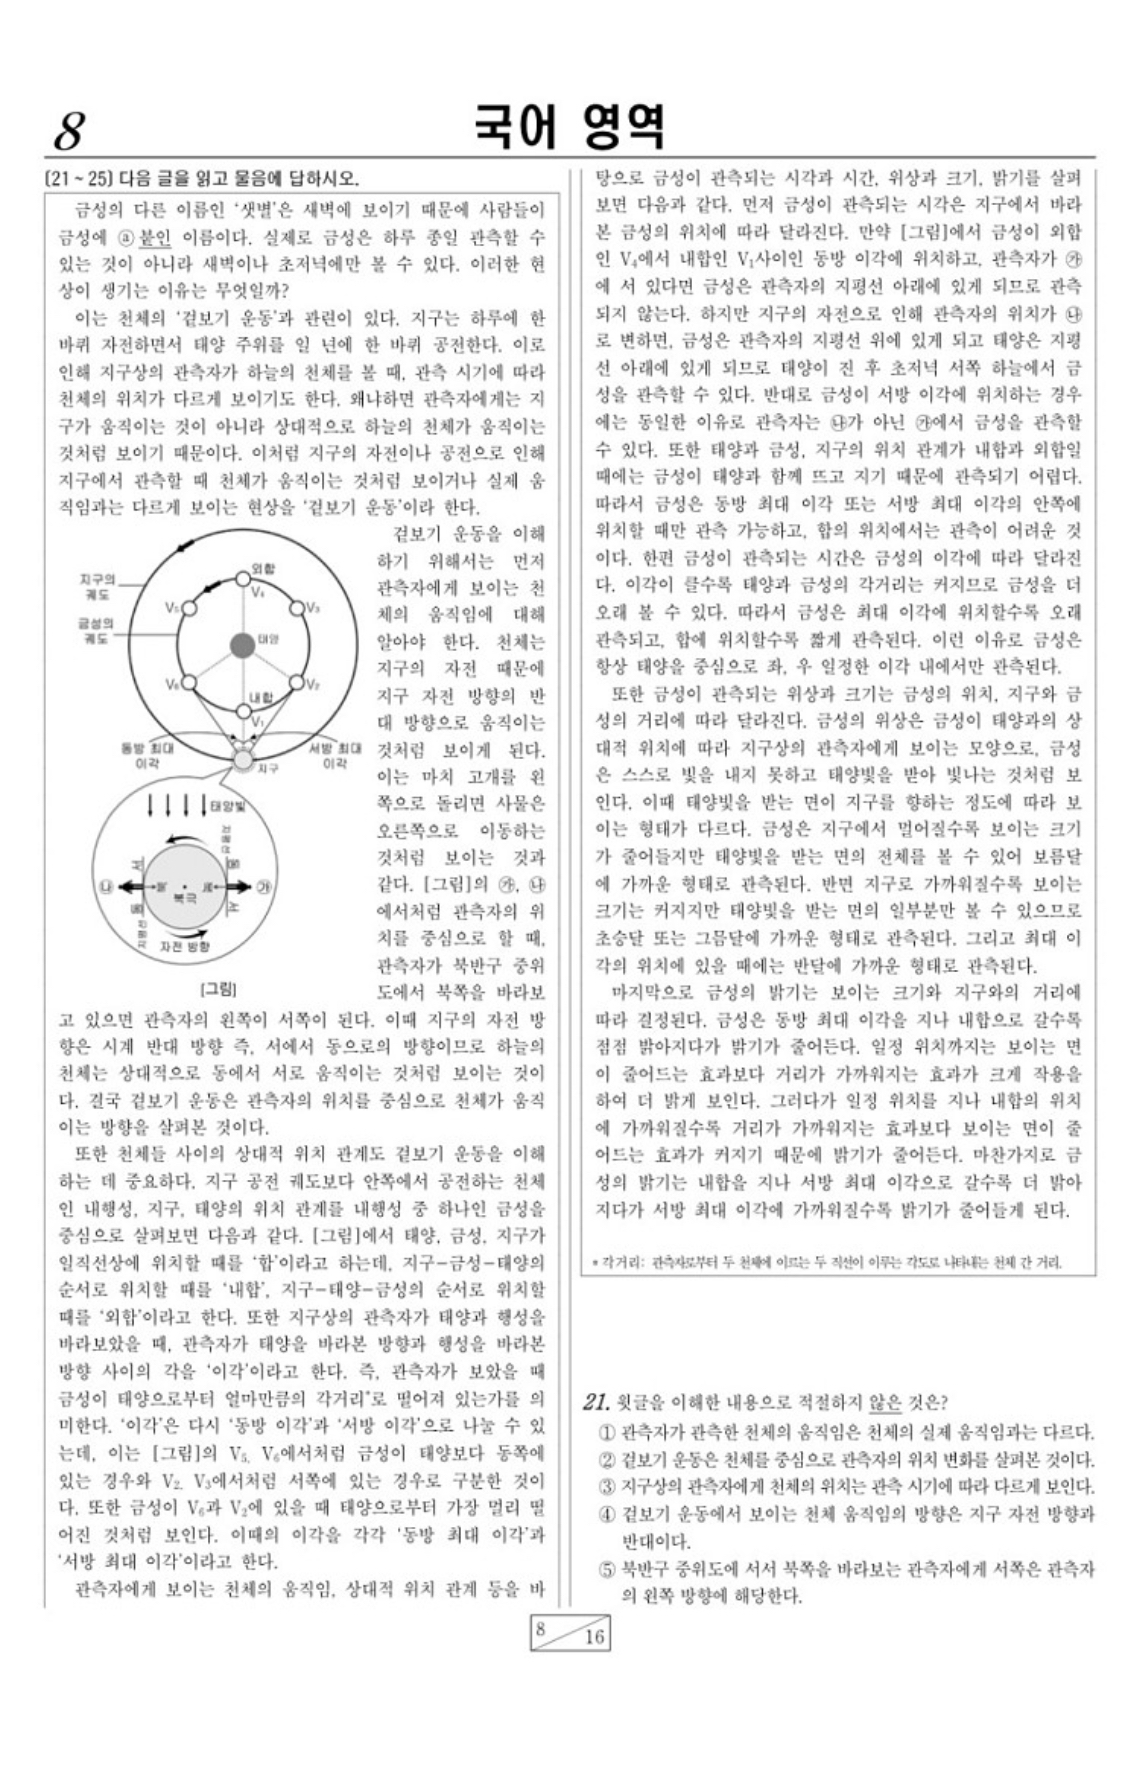 8
국어 영역
[21 ~ 25] 다음 글을 읽고 물음에 답하시오.
금성의 다른 이름인 '샛별'은 새벽에 보이기 때문에 사람들이
금성에 ⓐ붙인 이름이다. 실제로 금성은 하루 종일 관측할 수
있는 것이 아니라 새벽이나 초저녁에만 볼 수 있다. 이러한 현
상이 생기는 이유는 무엇일까?
이는 천체의 '겉보기 운동'과 관련이 있다. 지구는 하루에 한
바퀴 자전하면서 태양 주위를 일 년에 한 바퀴 공전한다. 이로
인해 지구상의 관측자가 하늘의 천체를 볼 때, 관측 시기에 따라
천체의 위치가 다르게 보이기도 한다. 왜냐하면 관측자에게는 지
구가 움직이는 것이 아니라 상대적으로 하늘의 천체가 움직이는
것처럼 보이기 때문이다. 이처럼 지구의 자전이나 공전으로 인해
지구에서 관측할 때 천체가 움직이는 것처럼 보이거나 실제 움
직임과는 다르게 보이는 현상을 '겉보기 운동'이라 한다.
지구의
궤도
금성의
궤도
외합
V₄
V₅
V₃
태양
V₆
V₂
내합
V₁
동방 최대
이각
서방 최대
이각
지구
태양빛
지평선
서
동
㉯
㉮
북
북
북극
동
서
지평선
자전 방향
[그림]
겉보기 운동을 이해
하기 위해서는 먼저
관측자에게 보이는 천
체의 움직임에 대해
알아야 한다. 천체는
지구의 자전 때문에
지구 자전 방향의 반
대 방향으로 움직이는
것처럼 보이게 된다.
이는 마치 고개를 왼
쪽으로 돌리면 사물은
오른쪽으로 이동하는
것처럼 보이는 것과
같다. [그림]의 ㉮, ㉯
에서처럼 관측자의 위
치를 중심으로 할 때,
관측자가 북반구 중위
도에서 북쪽을 바라보
고 있으면 관측자의 왼쪽이 서쪽이 된다. 이때 지구의 자전 방
향은 시계 반대 방향 즉, 서에서 동으로의 방향이므로 하늘의
천체는 상대적으로 동에서 서로 움직이는 것처럼 보이는 것이
다. 결국 겉보기 운동은 관측자의 위치를 중심으로 천체가 움직
이는 방향을 살펴본 것이다.
또한 천체들 사이의 상대적 위치 관계도 겉보기 운동을 이해
하는 데 중요하다. 지구 공전 궤도보다 안쪽에서 공전하는 천체
인 내행성, 지구, 태양의 위치 관계를 내행성 중 하나인 금성을
중심으로 살펴보면 다음과 같다. [그림]에서 태양, 금성, 지구가
일직선상에 위치할 때를 '합'이라고 하는데, 지구-금성-태양의
순서로 위치할 때를 '내합', 지구-태양-금성의 순서로 위치할
때를 '외합'이라고 한다. 또한 지구상의 관측자가 태양과 행성을
바라보았을 때, 관측자가 태양을 바라본 방향과 행성을 바라본
방향 사이의 각을 '이각'이라고 한다. 즉, 관측자가 보았을 때
금성이 태양으로부터 얼마만큼의 각거리*로 떨어져 있는가를 의
미한다. '이각'은 다시 '동방 이각'과 '서방 이각'으로 나눌 수 있
는데, 이는 [그림]의 V₅, V₆에서처럼 금성이 태양보다 동쪽에
있는 경우와 V₂, V₃에서처럼 서쪽에 있는 경우로 구분한 것이
다. 또한 금성이 V₆과 V₂에 있을 때 태양으로부터 가장 멀리 떨
어진 것처럼 보인다. 이때의 이각을 각각 '동방 최대 이각'과
'서방 최대 이각'이라고 한다.
관측자에게 보이는 천체의 움직임, 상대적 위치 관계 등을 바
탕으로 금성이 관측되는 시각과 시간, 위상과 크기, 밝기를 살펴
보면 다음과 같다. 먼저 금성이 관측되는 시각은 지구에서 바라
본 금성의 위치에 따라 달라진다. 만약 [그림]에서 금성이 외합
인 V₄에서 내합인 V₁사이인 동방 이각에 위치하고, 관측자가 ㉮
에 서 있다면 금성은 관측자의 지평선 아래에 있게 되므로 관측
되지 않는다. 하지만 지구의 자전으로 인해 관측자의 위치가 ㉯
로 변하면, 금성은 관측자의 지평선 위에 있게 되고 태양은 지평
선 아래에 있게 되므로 태양이 진 후 초저녁 서쪽 하늘에서 금
성을 관측할 수 있다. 반대로 금성이 서방 이각에 위치하는 경우
에는 동일한 이유로 관측자는 ㉯가 아닌 ㉮에서 금성을 관측할
수 있다. 또한 태양과 금성, 지구의 위치 관계가 내합과 외합일
때에는 금성이 태양과 함께 뜨고 지기 때문에 관측되기 어렵다.
따라서 금성은 동방 최대 이각 또는 서방 최대 이각의 안쪽에
위치할 때만 관측 가능하고, 합의 위치에서는 관측이 어려운 것
이다. 한편 금성이 관측되는 시간은 금성의 이각에 따라 달라진
다. 이각이 클수록 태양과 금성의 각거리는 커지므로 금성을 더
오래 볼 수 있다. 따라서 금성은 최대 이각에 위치할수록 오래
관측되고, 합에 위치할수록 짧게 관측된다. 이런 이유로 금성은
항상 태양을 중심으로 좌, 우 일정한 이각 내에서만 관측된다.
또한 금성이 관측되는 위상과 크기는 금성의 위치, 지구와 금
성의 거리에 따라 달라진다. 금성의 위상은 금성이 태양과의 상
대적 위치에 따라 지구상의 관측자에게 보이는 모양으로, 금성
은 스스로 빛을 내지 못하고 태양빛을 받아 빛나는 것처럼 보
인다. 이때 태양빛을 받는 면이 지구를 향하는 정도에 따라 보
이는 형태가 다르다. 금성은 지구에서 멀어질수록 보이는 크기
가 줄어들지만 태양빛을 받는 면의 전체를 볼 수 있어 보름달
에 가까운 형태로 관측된다. 반면 지구로 가까워질수록 보이는
크기는 커지지만 태양빛을 받는 면의 일부분만 볼 수 있으므로
초승달 또는 그믐달에 가까운 형태로 관측된다. 그리고 최대 이
각의 위치에 있을 때에는 반달에 가까운 형태로 관측된다.
마지막으로 금성의 밝기는 보이는 크기와 지구와의 거리에
따라 결정된다. 금성은 동방 최대 이각을 지나 내합으로 갈수록
점점 밝아지다가 밝기가 줄어든다. 일정 위치까지는 보이는 면
이 줄어드는 효과보다 거리가 가까워지는 효과가 크게 작용을
하여 더 밝게 보인다. 그러다가 일정 위치를 지나 내합의 위치
에 가까워질수록 거리가 가까워지는 효과보다 보이는 면이 줄
어드는 효과가 커지기 때문에 밝기가 줄어든다. 마찬가지로 금
성의 밝기는 내합을 지나 서방 최대 이각으로 갈수록 더 밝아
지다가 서방 최대 이각에 가까워질수록 밝기가 줄어들게 된다.
* 각거리: 관측자로부터 두 천체에 이르는 두 직선이 이루는 각도로 나타내는 천체 간 거리.
21. 윗글을 이해한 내용으로 적절하지 않은 것은?
① 관측자가 관측한 천체의 움직임은 천체의 실제 움직임과는 다르다.
② 겉보기 운동은 천체를 중심으로 관측자의 위치 변화를 살펴본 것이다.
③ 지구상의 관측자에게 천체의 위치는 관측 시기에 따라 다르게 보인다.
④ 겉보기 운동에서 보이는 천체 움직임의 방향은 지구 자전 방향과
반대이다.
⑤ 북반구 중위도에 서서 북쪽을 바라보는 관측자에게 서쪽은 관측자
의 왼쪽 방향에 해당한다.
8
16